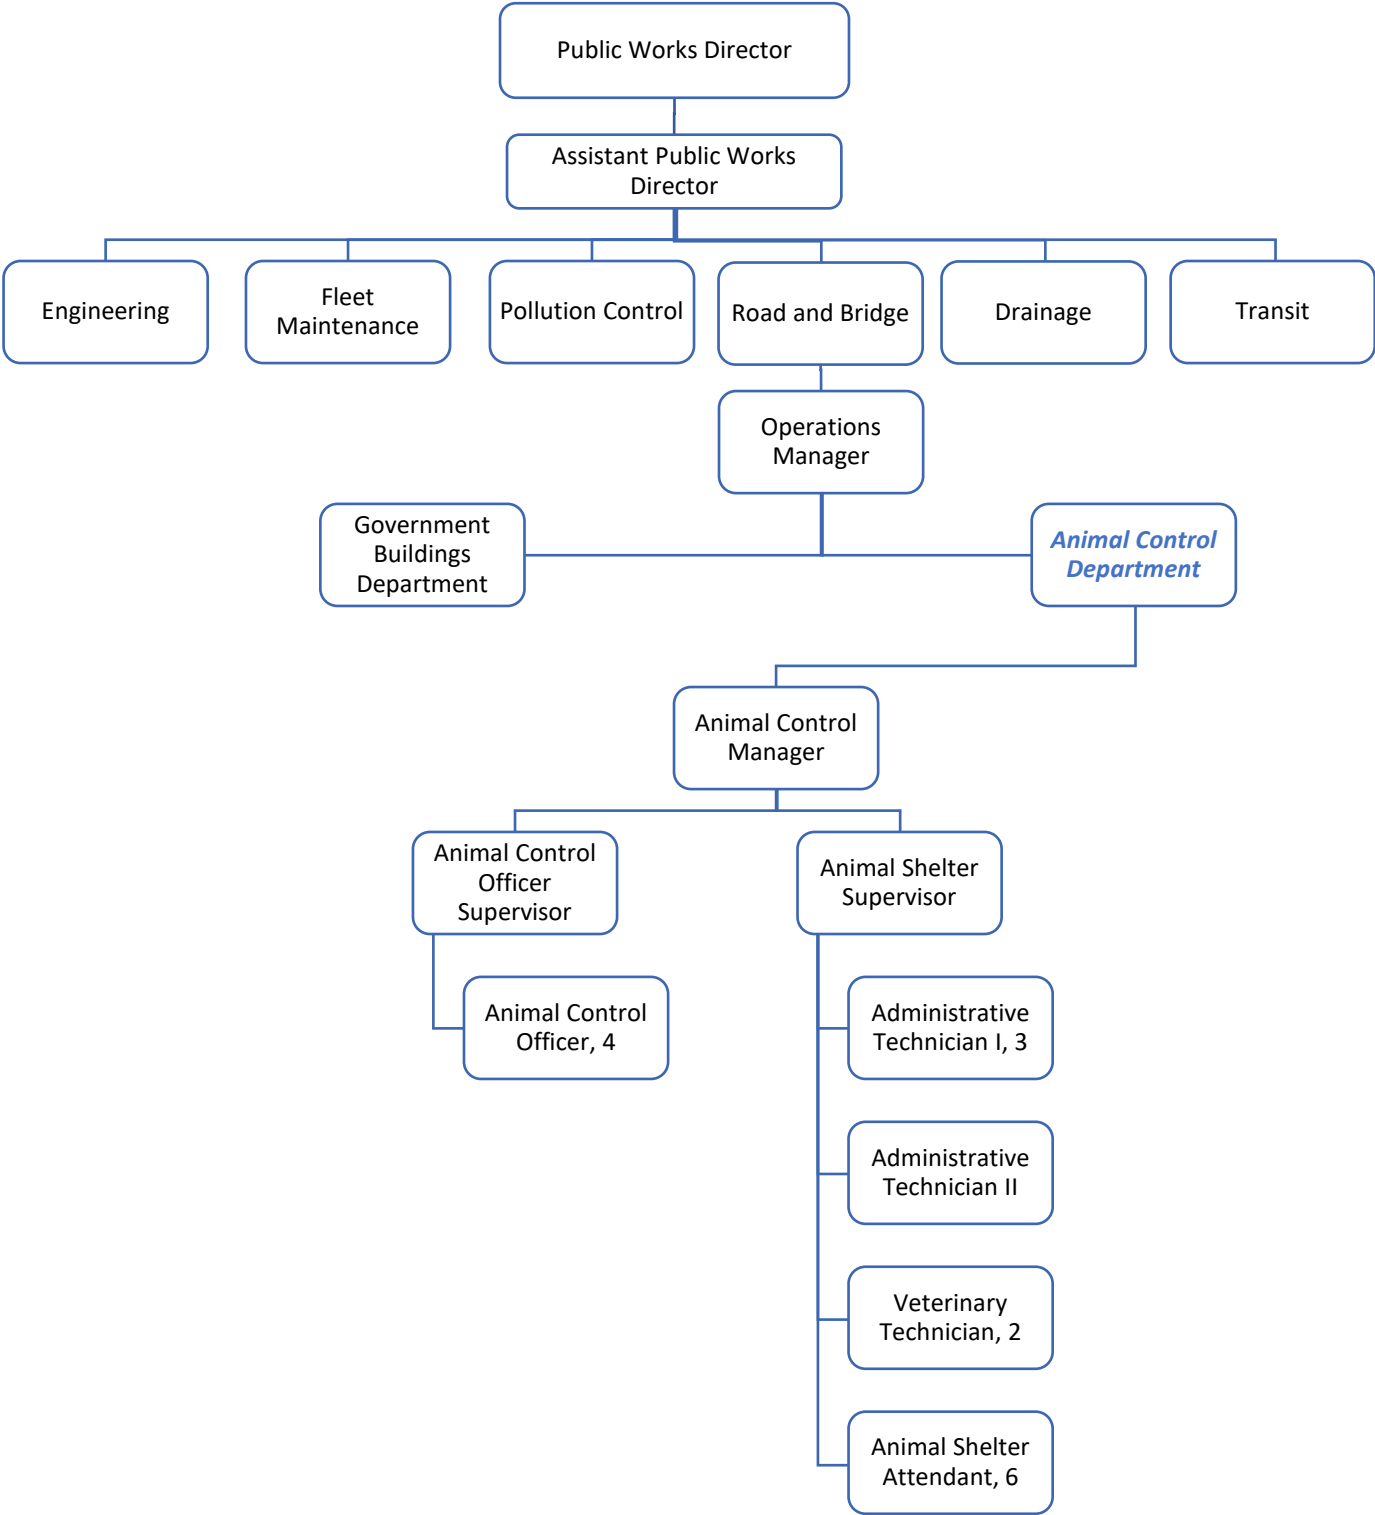 Public Works Director
Assistant Public Works
Director
Engineering
Fleet
Maintenance
Pollution Control
Road and Bridge
Drainage
Transit
Operations
Manager
Government
Buildings
Department
Animal Control
Department
Animal Control
Manager
Animal Control
Officer
Supervisor
Animal Shelter
Supervisor
Animal Control
Officer, 4
Administrative
Technician I, 3
Administrative
Technician II
Veterinary
Technician, 2
Animal Shelter
Attendant, 6